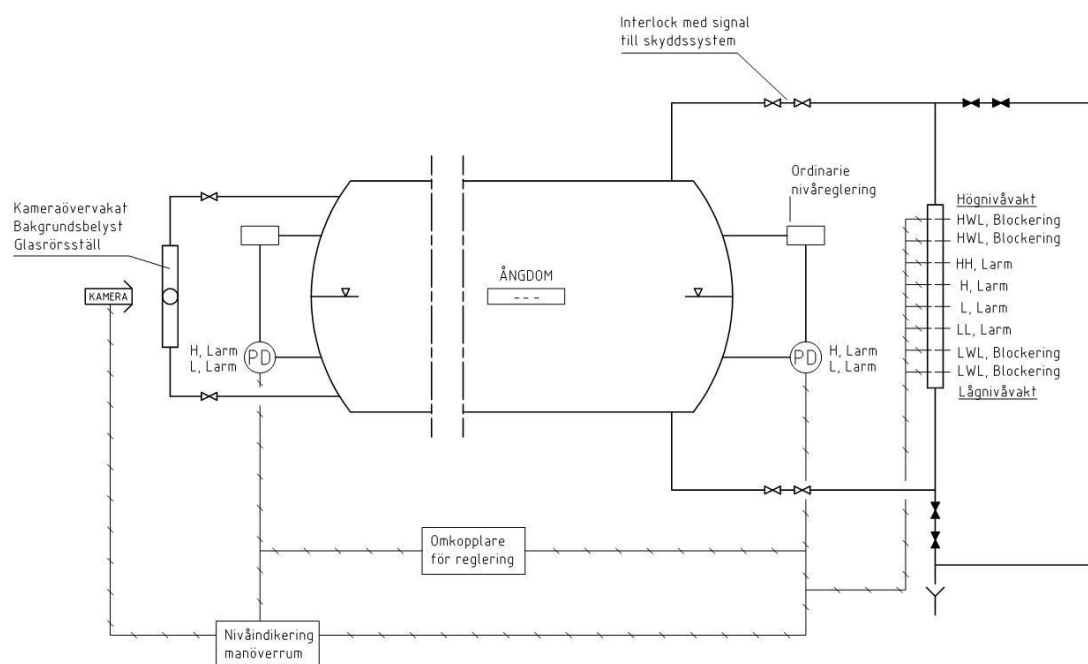 Interlock med signal
till skyddssystem
Ordinarie
nivåreglering
Kameraövervakat
Bakgrundsbelyst
Glasrörsställ
KAMERA
ÅNGDOM
---
Högnivåvakt
HWL, Blockering
HWL, Blockering
HH, Larm
H, Larm
L, Larm
LL, Larm
LWL, Blockering
LWL, Blockering
Lågnivåvakt
H, Larm
L, Larm
PD
PD
H, Larm
L, Larm
Omkopplare
för reglering
Nivåindikering
manöverrum